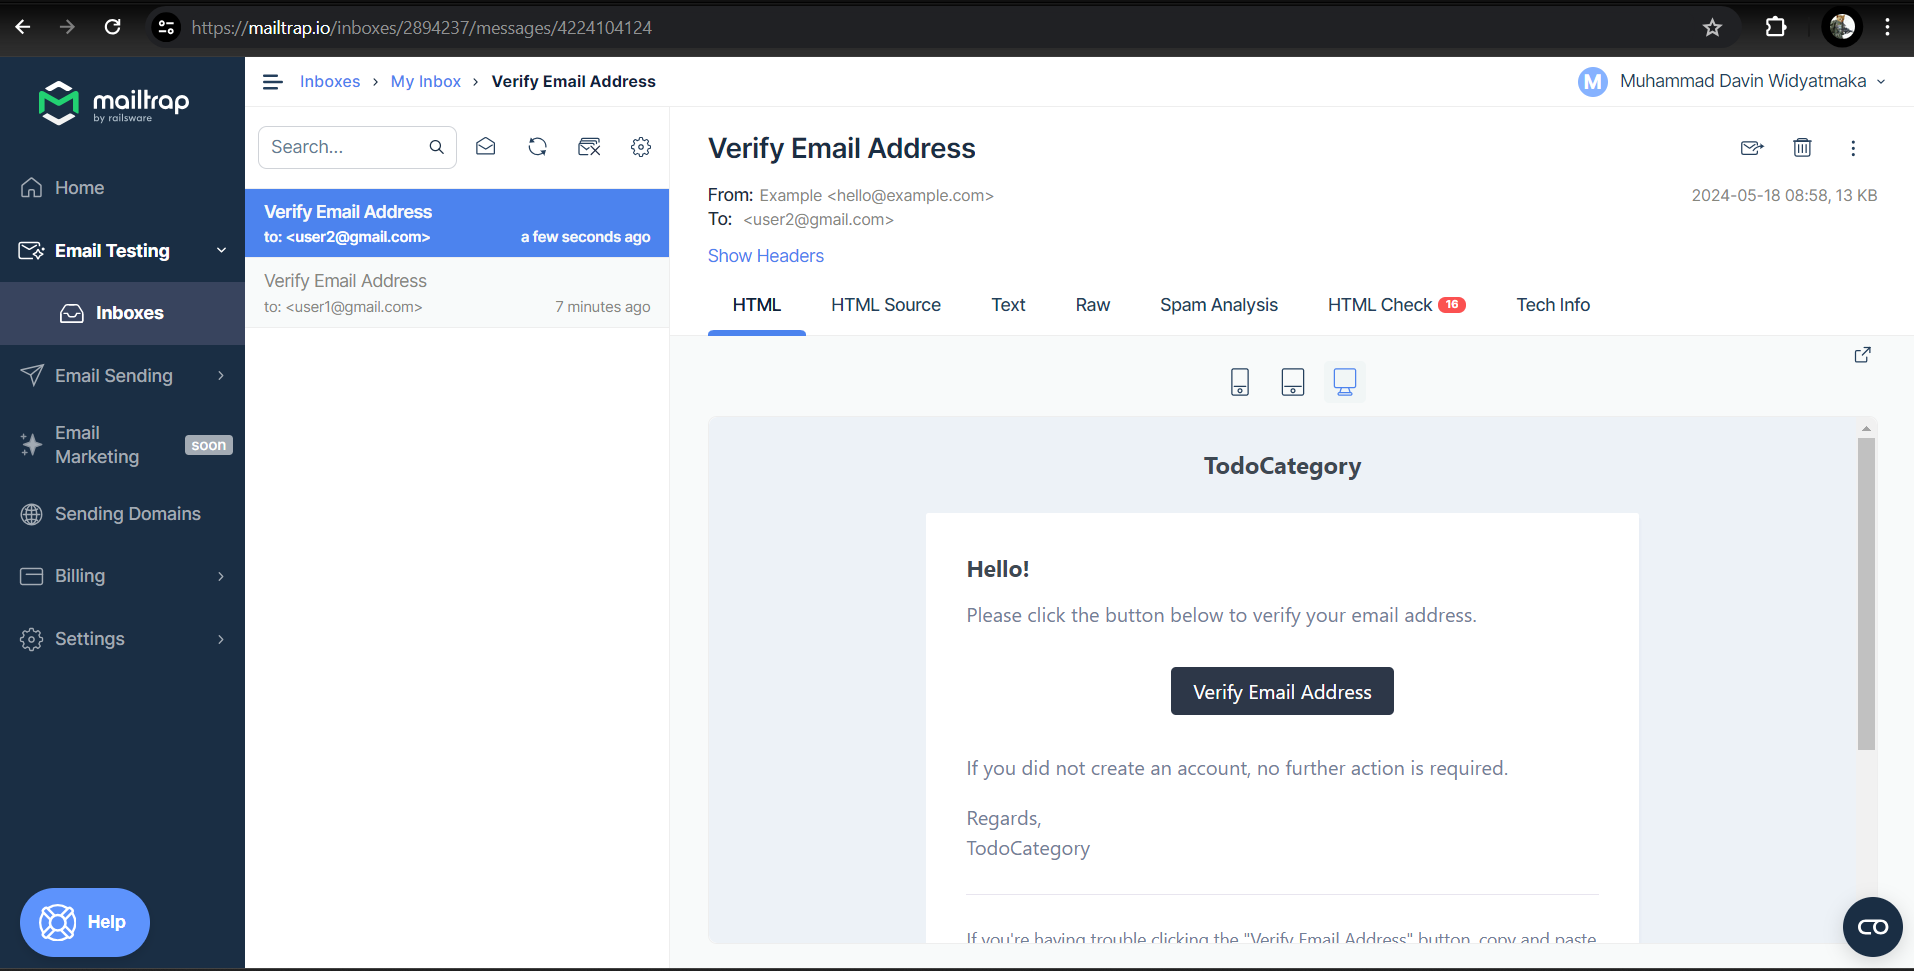 https://mailtrap.io/inboxes/2894237/messages/4224104124
mailtrap
by railsware
Home
Email Testing
Inboxes
Email Sending
Email
Marketing
soon
Sending Domains
Billing
Settings
Help
Inboxes › My Inbox › Verify Email Address
M Muhammad Davin Widyatmaka
Search...
Verify Email Address
to: <user2@gmail.com> a few seconds ago
Verify Email Address
to: <user1@gmail.com> 7 minutes ago
Verify Email Address
From: Example <hello@example.com>
2024-05-18 08:58, 13 KB
To: <user2@gmail.com>
Show Headers
HTML HTML Source Text Raw Spam Analysis HTML Check 16 Tech Info
TodoCategory
Hello!
Please click the button below to verify your email address.
Verify Email Address
If you did not create an account, no further action is required.
Regards,
TodoCategory
If you're having trouble clicking the "Verify Email Address" button, copy and paste